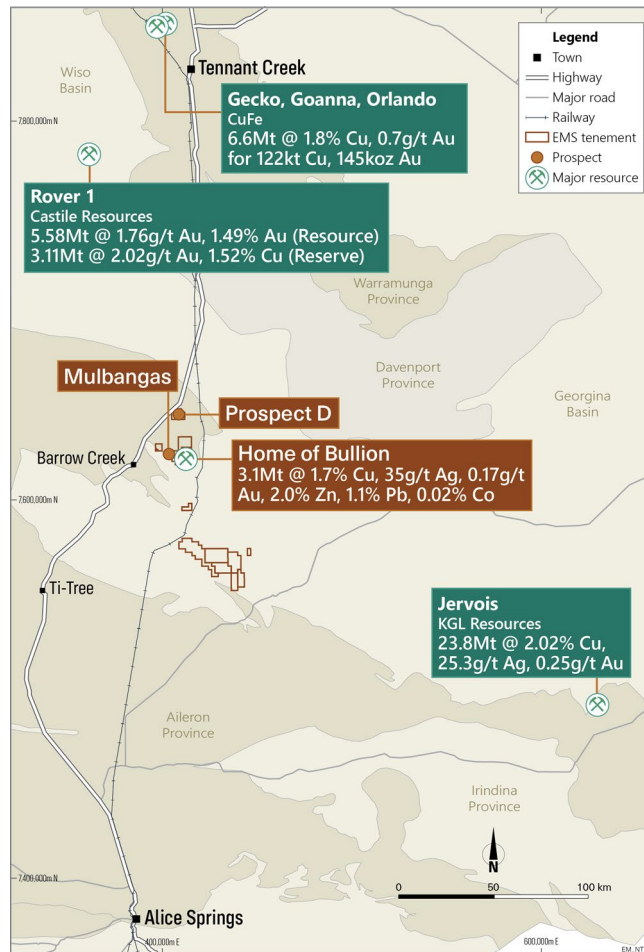 Wiso
Basin
Tennant Creek
Legend
Town
Highway
Major road
Railway
EMS tenement
Prospect
Major resource
7,800,000m N
Gecko, Goanna, Orlando
CuFe
6.6Mt @ 1.8% Cu, 0.7g/t Au
for 122kt Cu, 145koz Au
Rover 1
Castile Resources
5.58Mt @ 1.76g/t Au, 1.49% Au (Resource)
3.11Mt @ 2.02g/t Au, 1.52% Cu (Reserve)
Warramunga
Province
Davenport
Province
Georgina
Basin
Mulbangas
Prospect D
Barrow Creek
Home of Bullion
3.1Mt @ 1.7% Cu, 35g/t Ag, 0.17g/t
Au, 2.0% Zn, 1.1% Pb, 0.02% Co
7,600,000m N
Ti-Tree
Jervois
KGL Resources
23.8Mt @ 2.02% Cu,
25.3g/t Ag, 0.25g/t Au
Aileron
Province
Irindina
Province
N
0 50 100 km
7,400,000m N
Alice Springs
400,000m E
600,000m E